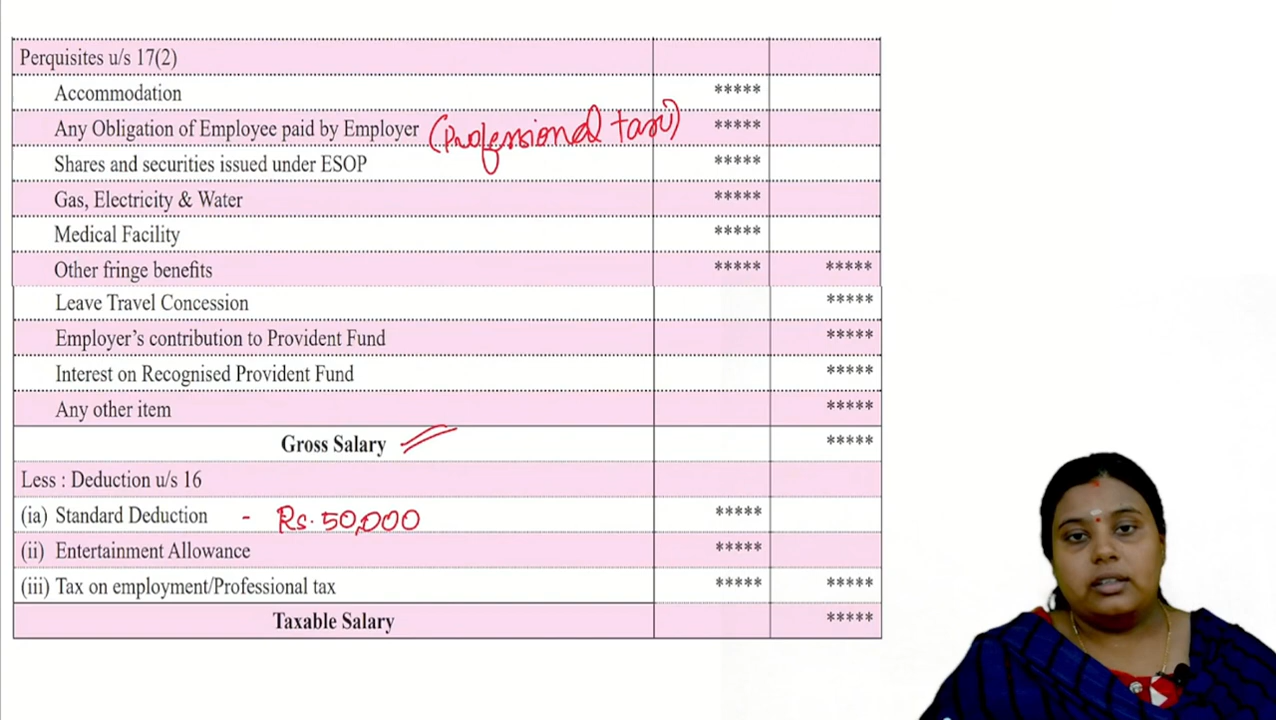 Perquisites u/s 17(2)
Accommodation *****
Any Obligation of Employee paid by Employer (Professional tax) *****
Shares and securities issued under ESOP *****
Gas, Electricity & Water *****
Medical Facility *****
Other fringe benefits ***** *****
Leave Travel Concession *****
Employer’s contribution to Provident Fund *****
Interest on Recognised Provident Fund *****
Any other item *****
Gross Salary *****
Less : Deduction u/s 16
(ia) Standard Deduction - Rs. 50,000 *****
(ii) Entertainment Allowance *****
(iii) Tax on employment/Professional tax ***** *****
Taxable Salary *****